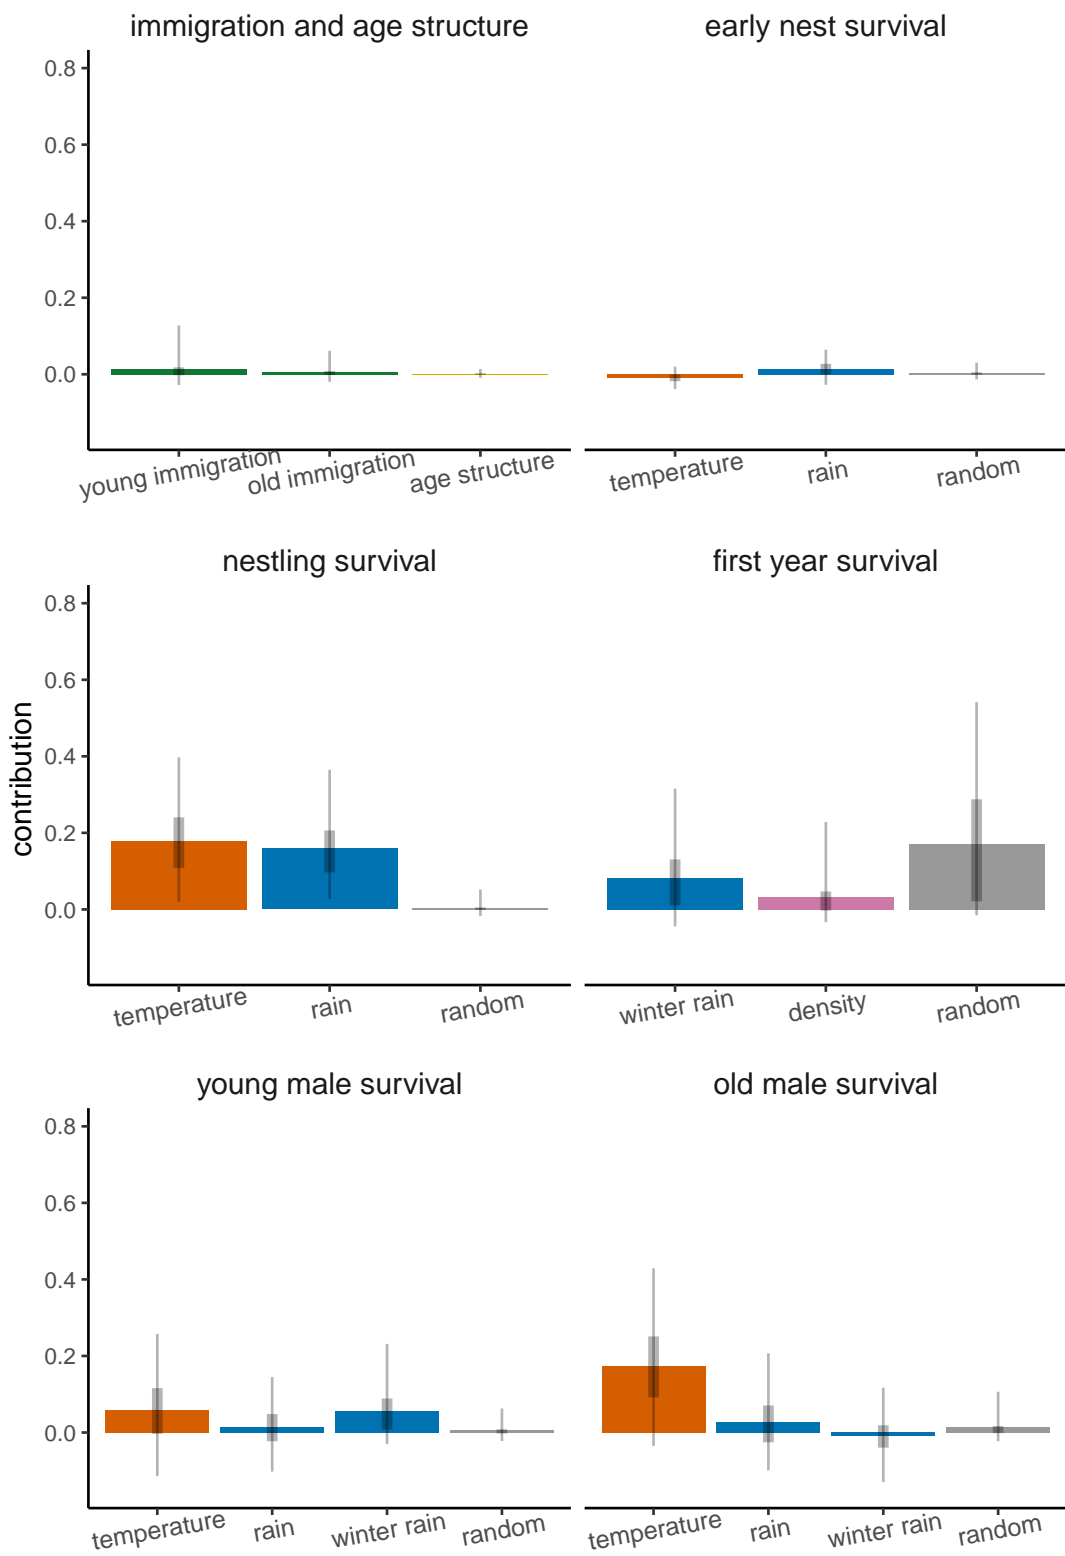 immigration and age structure
early nest survival
0.8
0.6
0.4
0.2
0.0
young immigration
old immigration
age structure
temperature
rain
random
nestling survival
first year survival
contribution
0.8
0.6
0.4
0.2
0.0
temperature
rain
random
winter rain
density
random
young male survival
old male survival
0.8
0.6
0.4
0.2
0.0
temperature
rain
winter rain
random
temperature
rain
winter rain
random